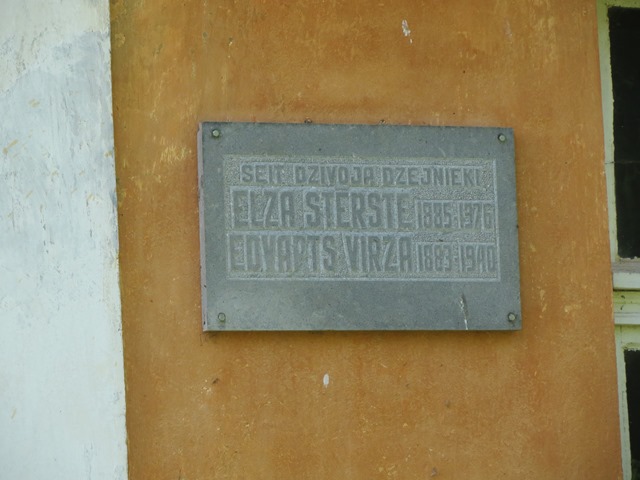 ŠEIT DZĪVOJA DZEJNIEKI
ELZA STĒRSTE 1885-1976
EDVARTS VIRZA 1883-1940